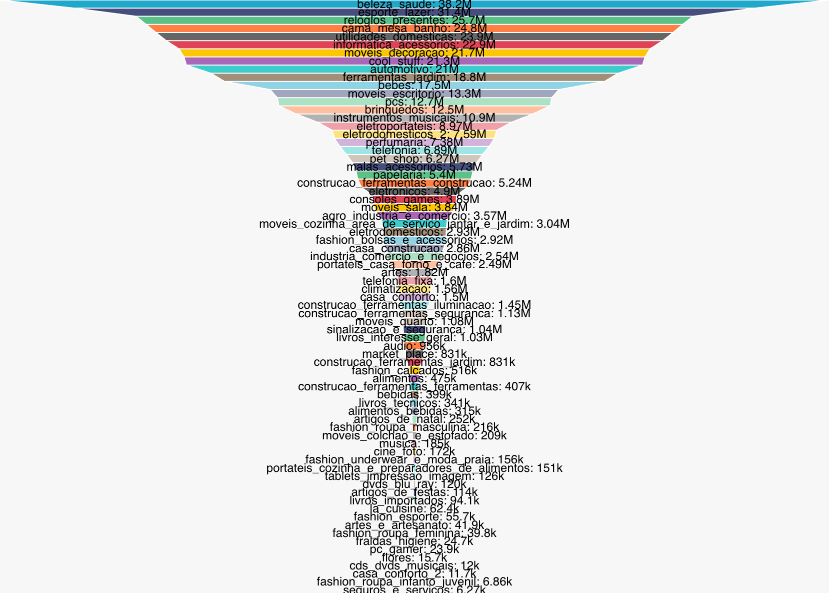 beleza_saude: 38.2M
esporte_lazer: 31.4M
relogios_presentes: 25.7M
cama_mesa_banho: 24.8M
utilidades_domesticas: 23.9M
informatica_acessorios: 22.9M
moveis_decoracao: 21.7M
cool_stuff: 21.3M
automotivo: 21M
ferramentas_jardim: 18.8M
bebes: 17.5M
moveis_escritorio: 13.3M
pcs: 12.7M
brinquedos: 12.5M
instrumentos_musicais: 10.9M
eletroportateis: 8.97M
eletrodomesticos_2: 7.59M
perfumaria: 7.38M
telefonia: 6.89M
pet_shop: 6.27M
malas_acessorios: 5.73M
papelaria: 5.4M
construcao_ferramentas_construcao: 5.24M
eletronicos: 4.9M
consoles_games: 3.89M
moveis_sala: 3.84M
agro_industria_e_comercio: 3.57M
moveis_cozinha_area_de_servico_jantar_e_jardim: 3.04M
eletrodomesticos: 2.93M
fashion_bolsas_e_acessorios: 2.92M
casa_construcao: 2.86M
industria_comercio_e_negocios: 2.54M
portateis_casa_forno_e_cafe: 2.49M
artes: 1.82M
telefonia_fixa: 1.6M
climatizacao: 1.56M
casa_conforto: 1.5M
construcao_ferramentas_iluminacao: 1.45M
construcao_ferramentas_seguranca: 1.13M
moveis_quarto: 1.08M
sinalizacao_e_seguranca: 1.04M
livros_interesse_geral: 1.03M
audio: 956k
market_place: 831k
construcao_ferramentas_jardim: 831k
fashion_calcados: 516k
alimentos: 475k
construcao_ferramentas_ferramentas: 407k
bebidas: 399k
livros_tecnicos: 341k
alimentos_bebidas: 315k
artigos_de_natal: 252k
fashion_roupa_masculina: 216k
moveis_colchao_e_estofado: 209k
musica: 185k
cine_foto: 172k
fashion_underwear_e_moda_praia: 156k
portateis_cozinha_e_preparadores_de_alimentos: 151k
tablets_impressao_imagem: 126k
dvds_blu_ray: 120k
artigos_de_festas: 114k
livros_importados: 94.1k
la_cuisine: 62.4k
fashion_esporte: 55.7k
artes_e_artesanato: 41.9k
fashion_roupa_feminina: 39.8k
fraldas_higiene: 24.7k
pc_gamer: 23.9k
flores: 15.7k
cds_dvds_musicais: 12k
casa_conforto_2: 11.7k
fashion_roupa_infanto_juvenil: 6.86k
seguros_e_servicos: 6.27k